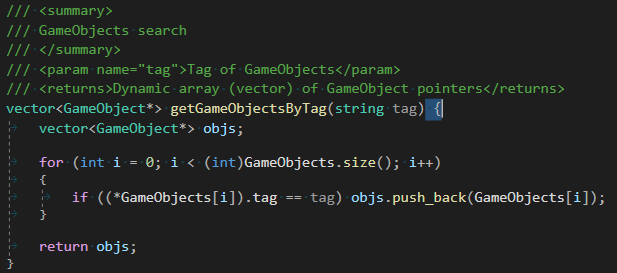 /// <summary>
/// GameObjects search
/// </summary>
/// <param name="tag">Tag of GameObjects</param>
/// <returns>Dynamic array (vector) of GameObject pointers</returns>
vector<GameObject*> getGameObjectsByTag(string tag) {
    vector<GameObject*> objs;

    for (int i = 0; i < (int)GameObjects.size(); i++)
    {
        if ((*GameObjects[i]).tag == tag) objs.push_back(GameObjects[i]);
    }

    return objs;
}